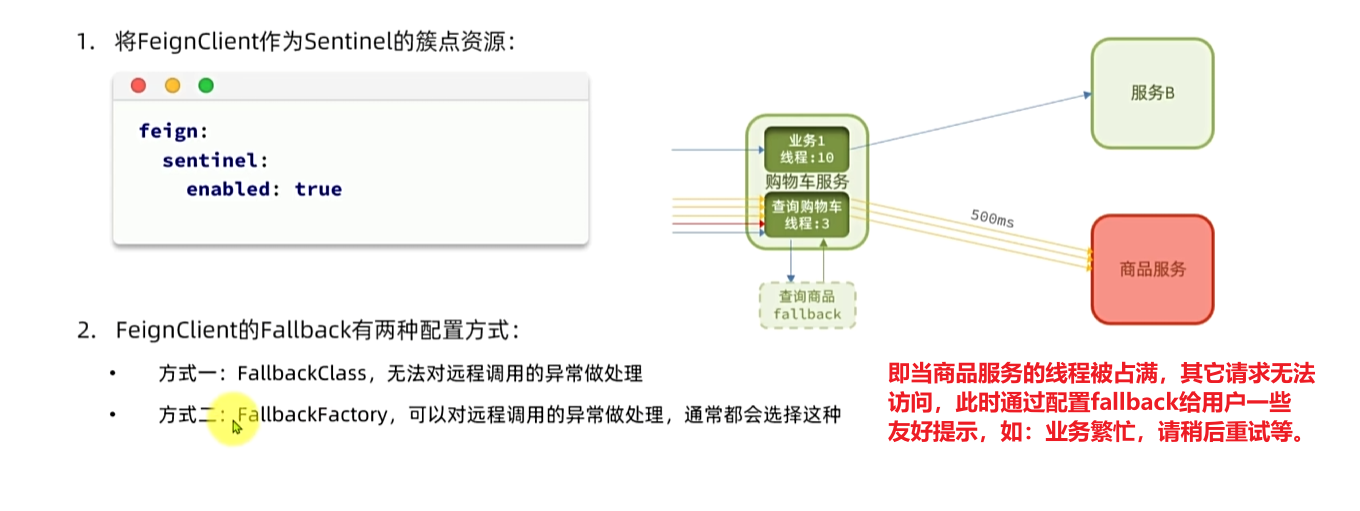 1. 将FeignClient作为Sentinel的簇点资源：
feign:
sentinel:
enabled: true
2. FeignClient的Fallback有两种配置方式：
• 方式一：FallbackClass，无法对远程调用的异常做处理
• 方式二：FallbackFactory，可以对远程调用的异常做处理，通常都会选择这种
业务1
线程:10
购物车服务
查询购物车
线程:3
查询商品
fallback
500ms
服务B
商品服务
即当商品服务的线程被占满，其它请求无法
访问，此时通过配置fallback给用户一些
友好提示，如：业务繁忙，请稍后重试等。